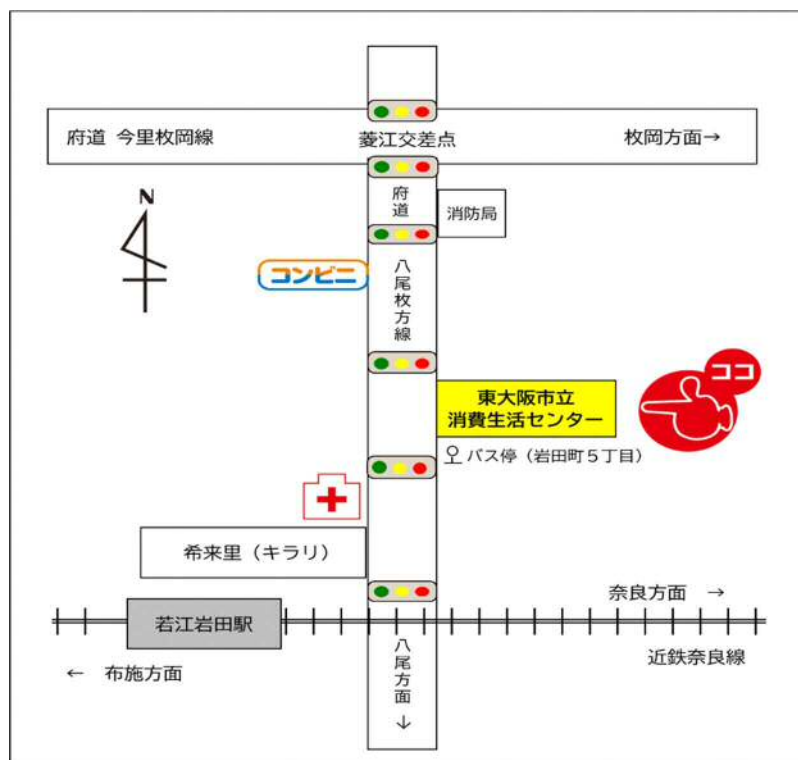 府道 今里枚岡線
菱江交差点
枚岡方面→
N
府道
消防局
コンビニ
八尾枚方線
ココ
東大阪市立
消費生活センター
バス停（岩田町５丁目）
希来里（キラリ）
奈良方面 →
若江岩田駅
← 布施方面
八尾方面↓
近鉄奈良線